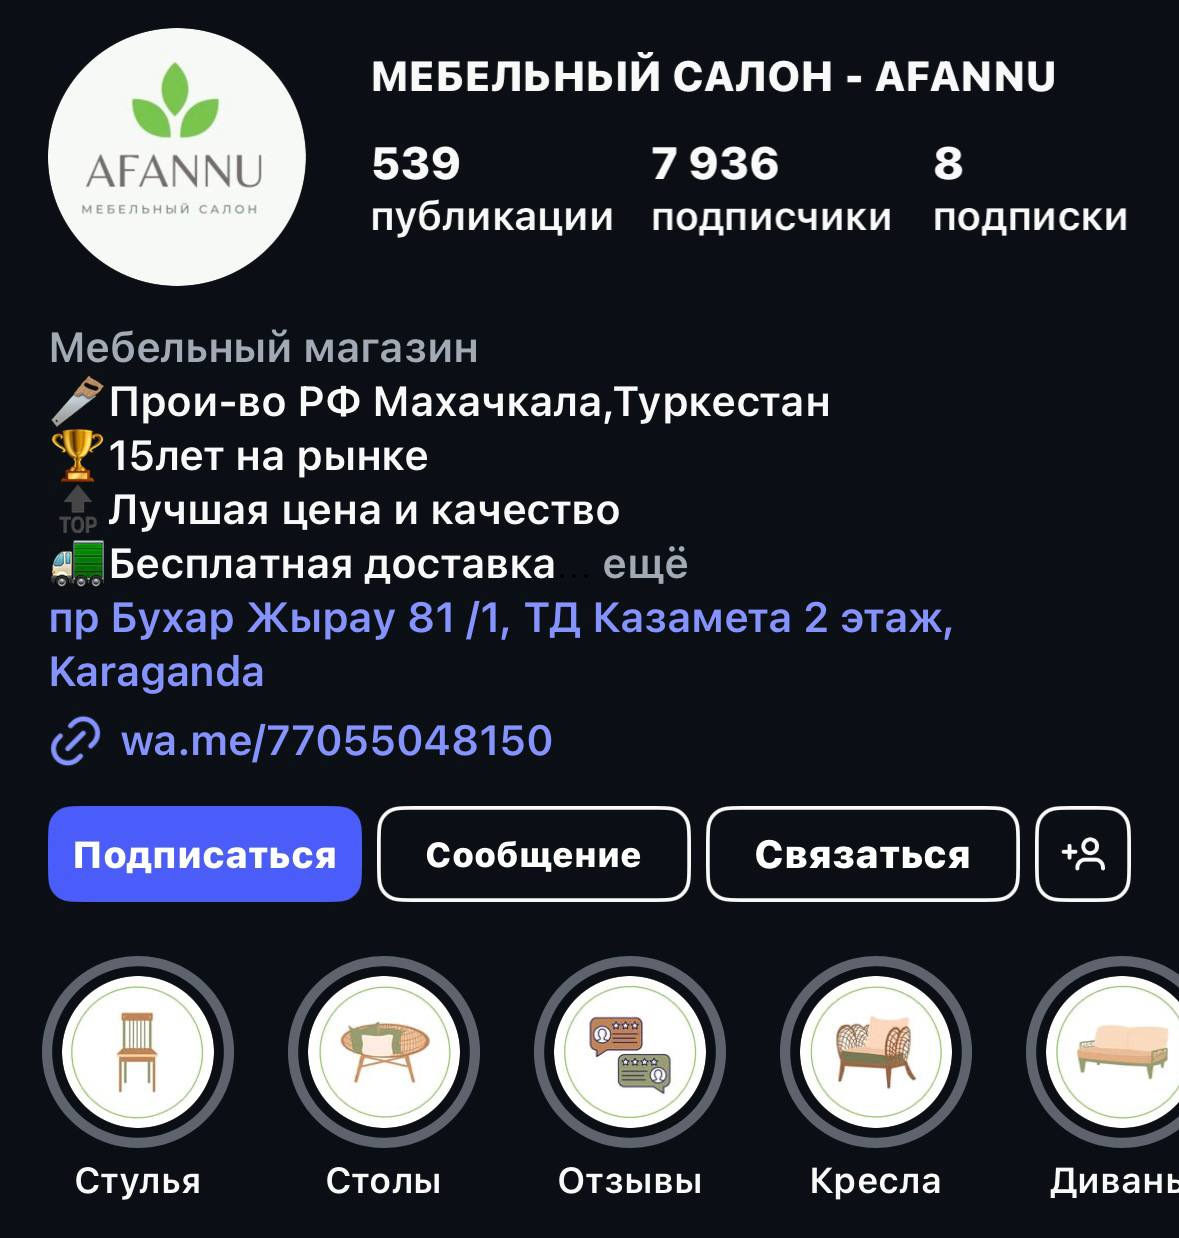 AFANNU
МЕБЕЛЬНЫЙ САЛОН
МЕБЕЛЬНЫЙ САЛОН - AFANNU
539 7 936 8
публикации подписчики подписки
Мебельный магазин
🪚Прои-во РФ Махачкала,Туркестан
🏆15лет на рынке
🔝Лучшая цена и качество
🚛Бесплатная доставка... ещё
пр Бухар Жырау 81 /1, ТД Казамета 2 этаж,
Karaganda
wa.me/77055048150
Подписаться Сообщение Связаться
Стулья Столы Отзывы Кресла Диваны